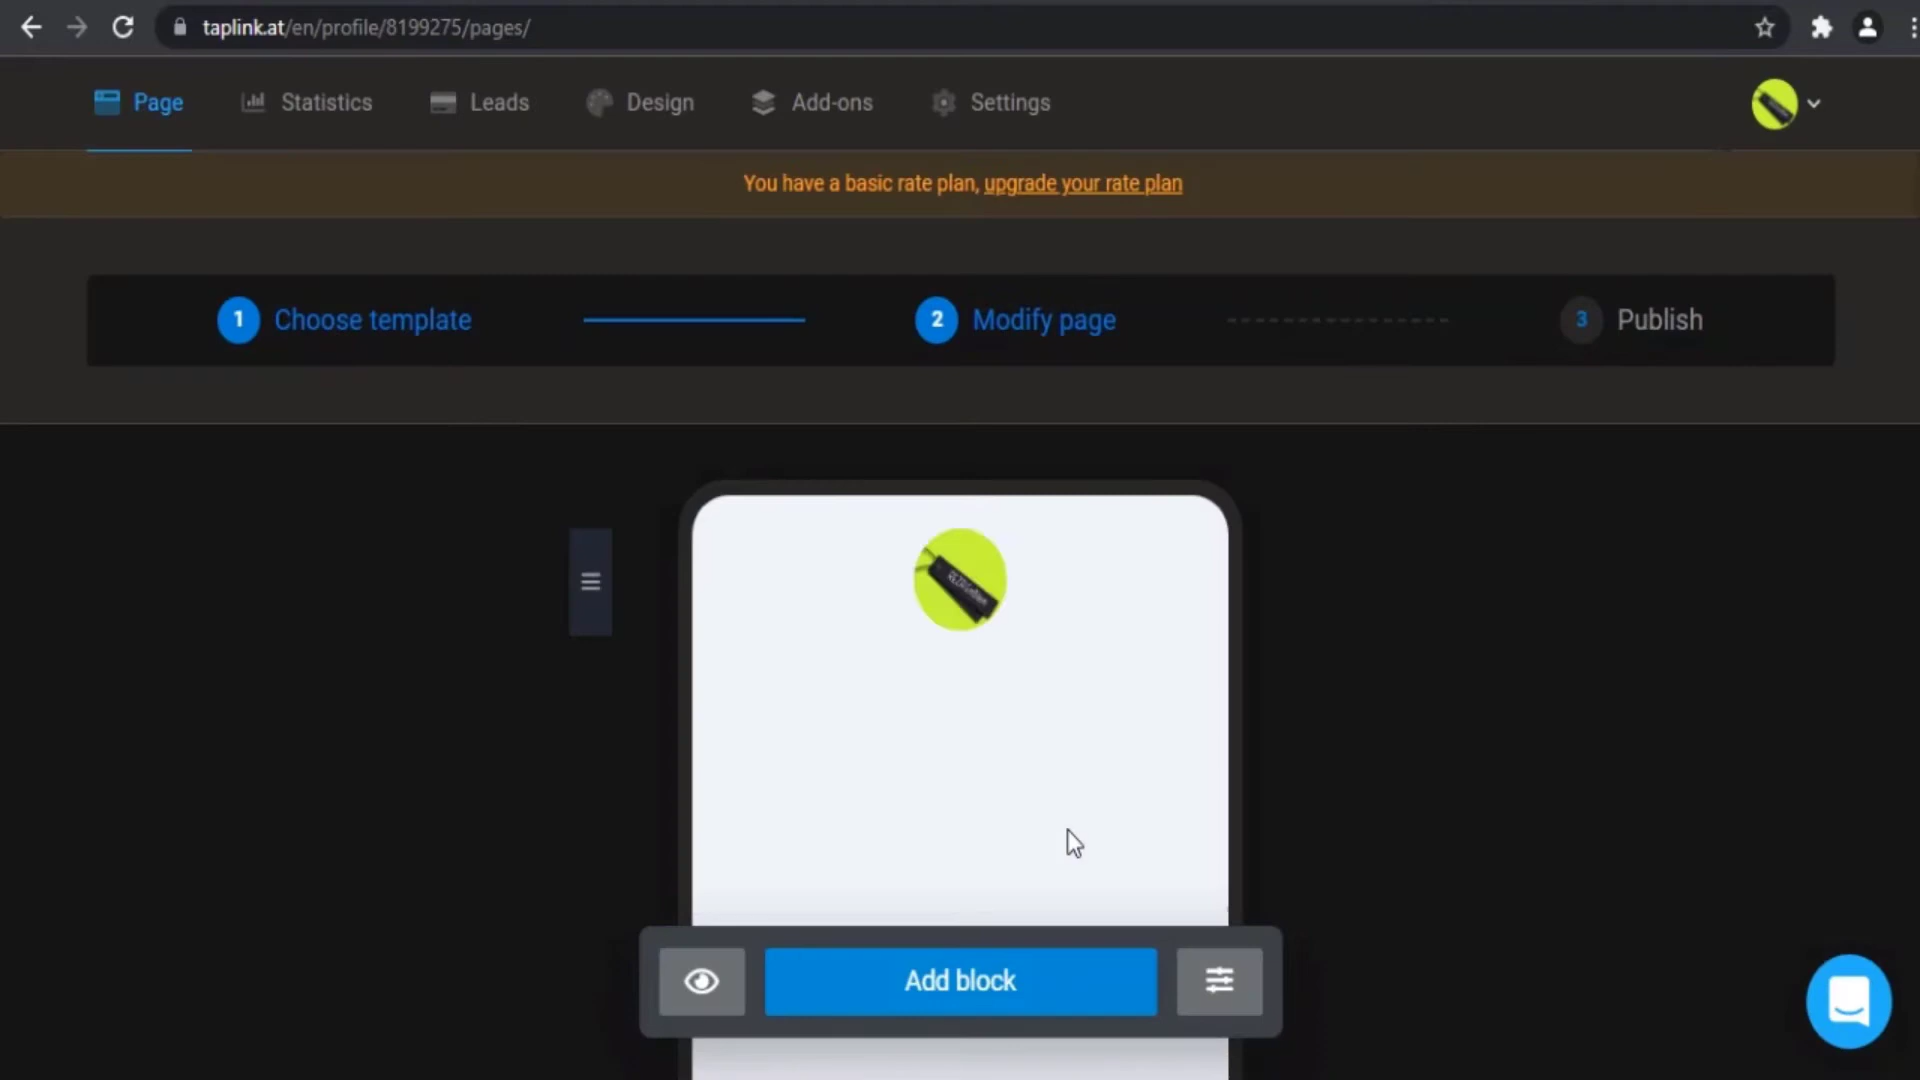 taplink.at/en/profile/8199275/pages/
Page Statistics Leads Design Add-ons Settings
You have a basic rate plan, upgrade your rate plan
1 Choose template 2 Modify page 3 Publish
Add block